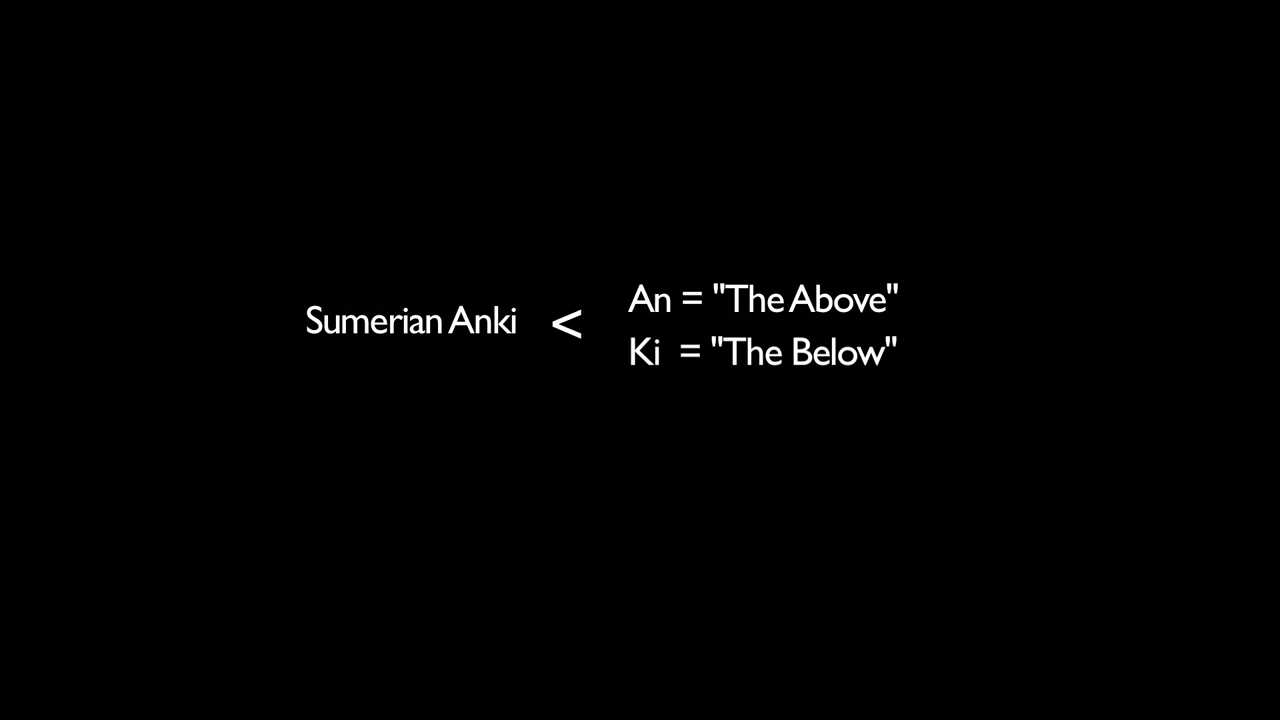 Sumerian Anki <
An = "The Above"
Ki = "The Below"